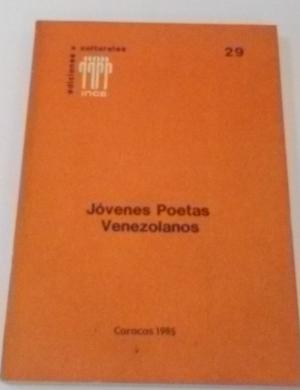 ediciones culturales
ince
29
Jóvenes Poetas
Venezolanos
Caracas 1985